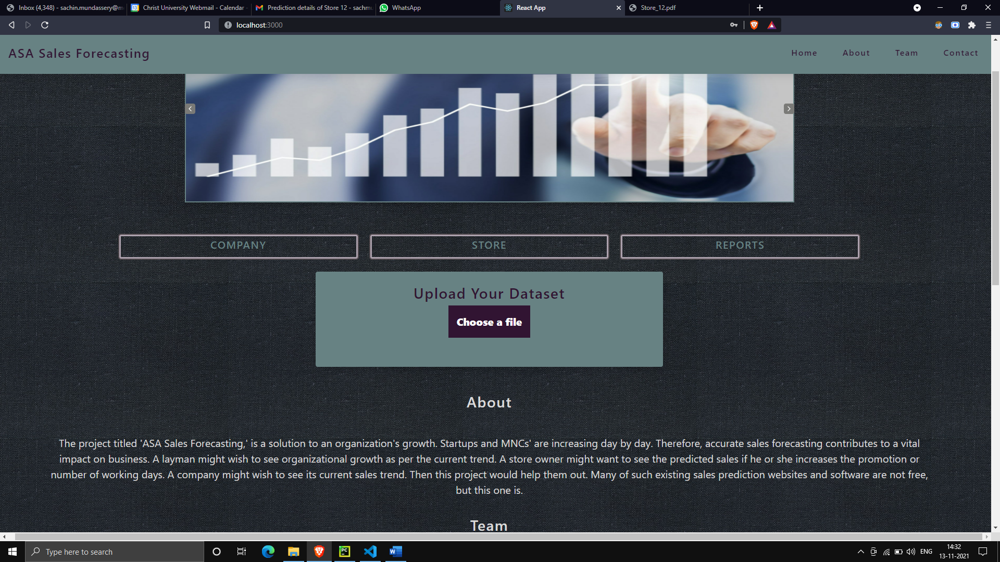 Inbox (4,348) - sachin.mundassery@m
Christ University Webmail - Calendar -
Prediction details of Store 12 - sachmu
WhatsApp
React App
Store_12.pdf
localhost:3000
ASA Sales Forecasting
Home
About
Team
Contact
COMPANY
STORE
REPORTS
Upload Your Dataset
Choose a file
About
The project titled 'ASA Sales Forecasting,' is a solution to an organization's growth. Startups and MNCs' are increasing day by day. Therefore, accurate sales forecasting contributes to a vital
impact on business. A layman might wish to see organizational growth as per the current trend. A store owner might want to see the predicted sales if he or she increases the promotion or
number of working days. A company might wish to see its current sales trend. Then this project would help them out. Many of such existing sales prediction websites and software are not free,
but this one is.
Team
Type here to search
ENG
14:32
13-11-2021